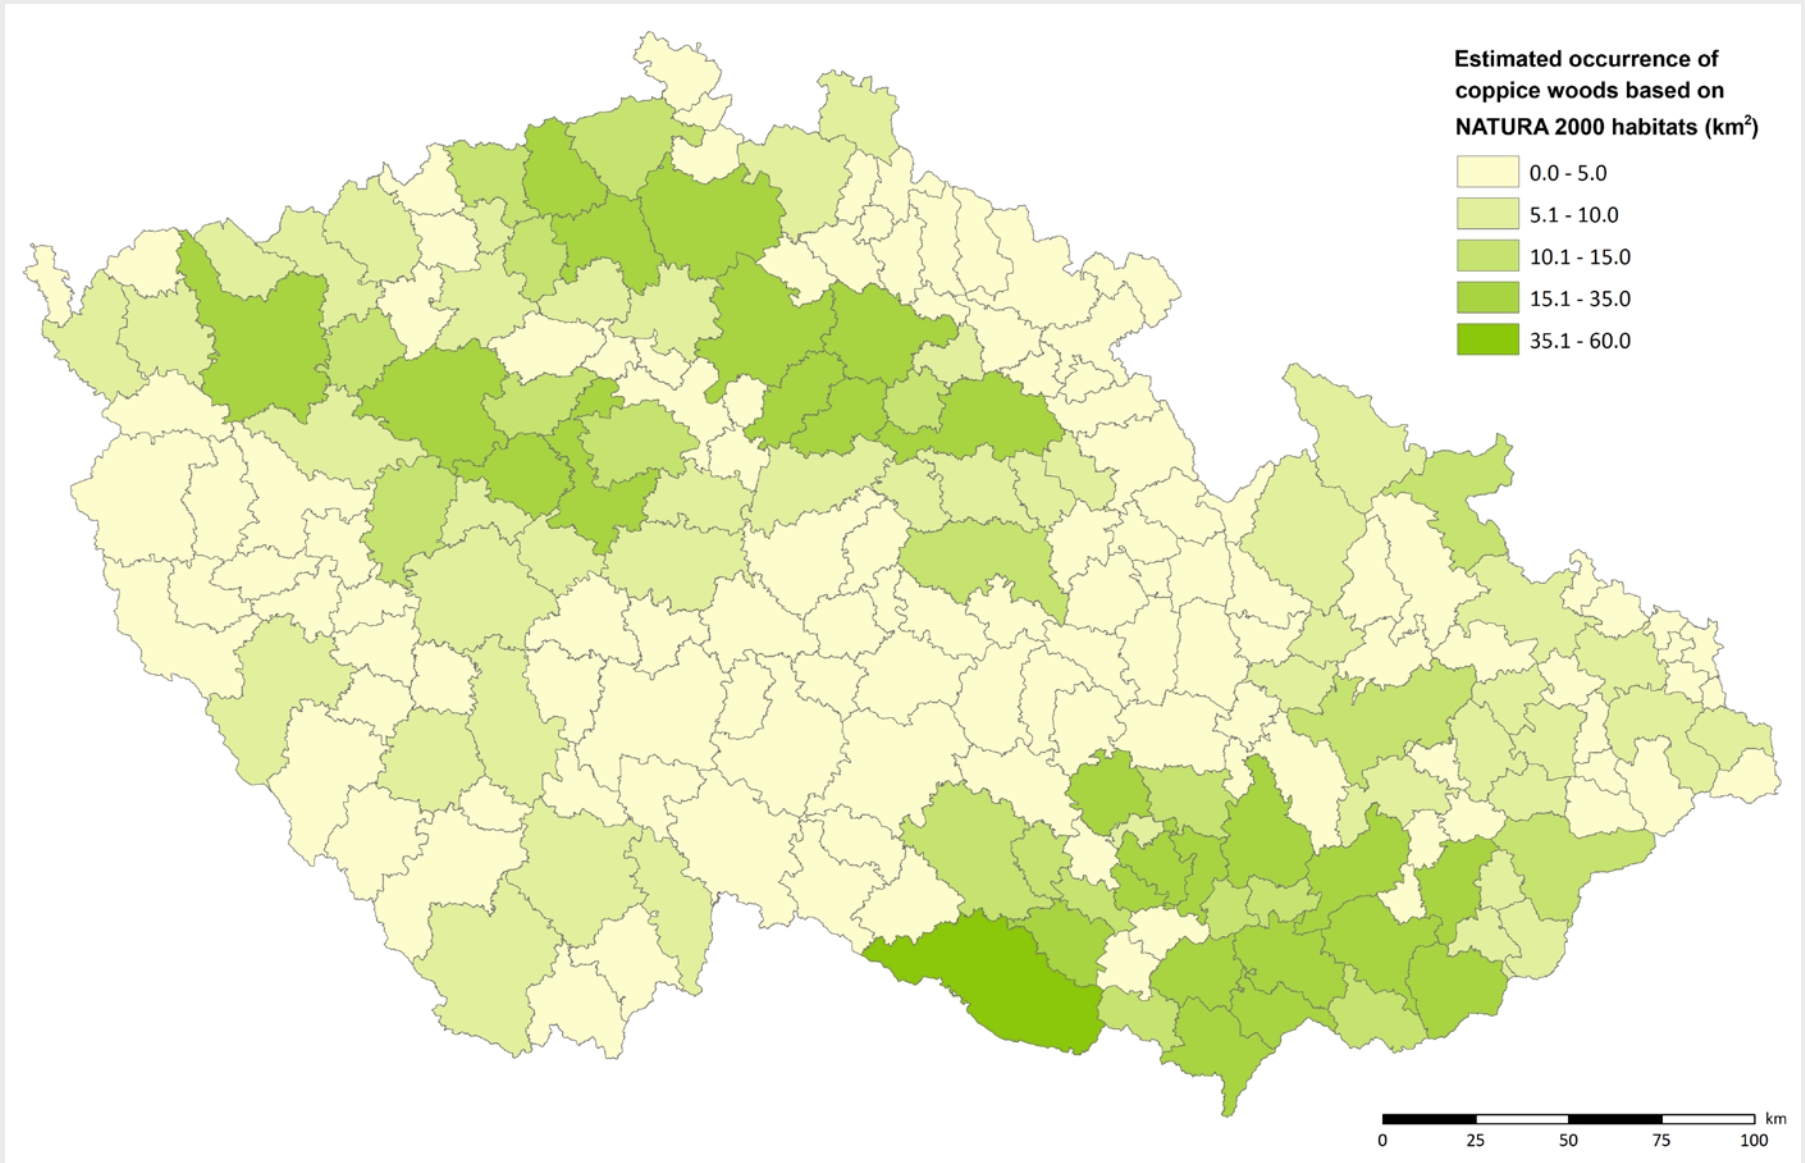 Estimated occurrence of
coppice woods based on
NATURA 2000 habitats (km²)
0.0 - 5.0
5.1 - 10.0
10.1 - 15.0
15.1 - 35.0
35.1 - 60.0
km
0 25 50 75 100